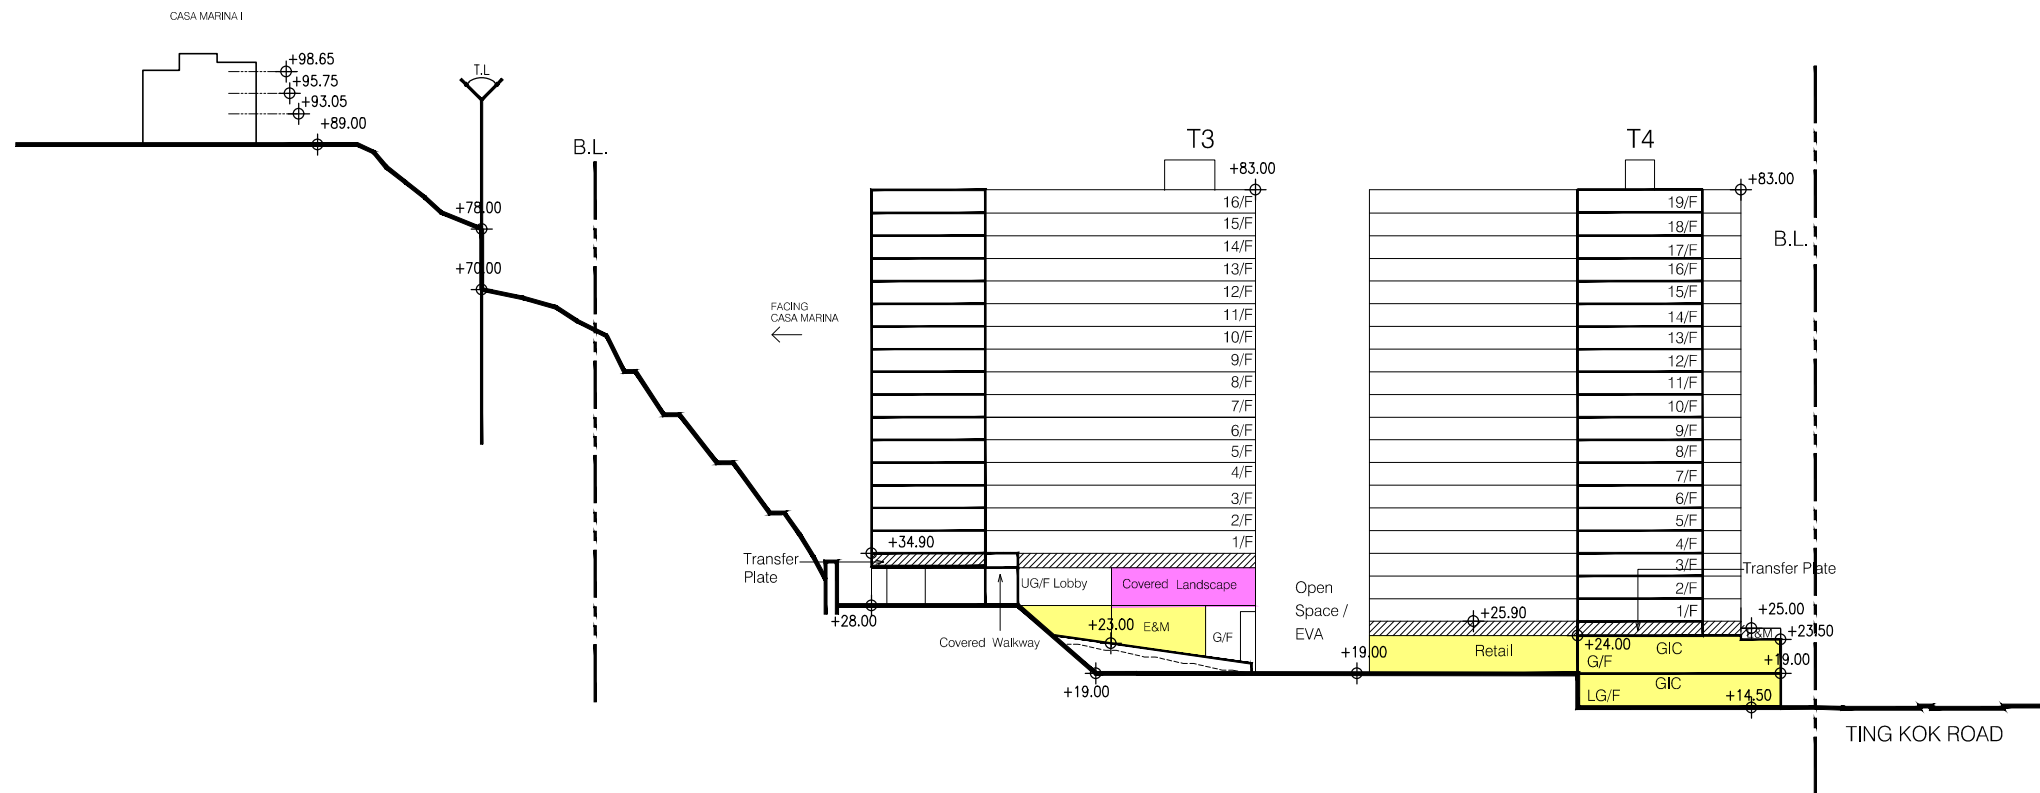 CASA MARINA I
+98.65
+95.75
+93.05
+89.00
T.L
B.L.
+78.00
+70.00
FACING
CASA MARINA
T3
+83.00
16/F
15/F
14/F
13/F
12/F
11/F
10/F
9/F
8/F
7/F
6/F
5/F
4/F
3/F
2/F
1/F
+34.90
Transfer
Plate
UG/F Lobby
Covered Landscape
+28.00
Covered Walkway
+23.00
E&M
G/F
+19.00
Open
Space /
EVA
+19.00
T4
+83.00
B.L.
19/F
18/F
17/F
16/F
15/F
14/F
13/F
12/F
11/F
10/F
9/F
8/F
7/F
6/F
5/F
4/F
3/F
2/F
1/F
Transfer Plate
+25.90
+25.00
E&M
+23.50
Retail
+24.00
GIC
G/F
+19.00
GIC
LG/F
+14.50
TING KOK ROAD